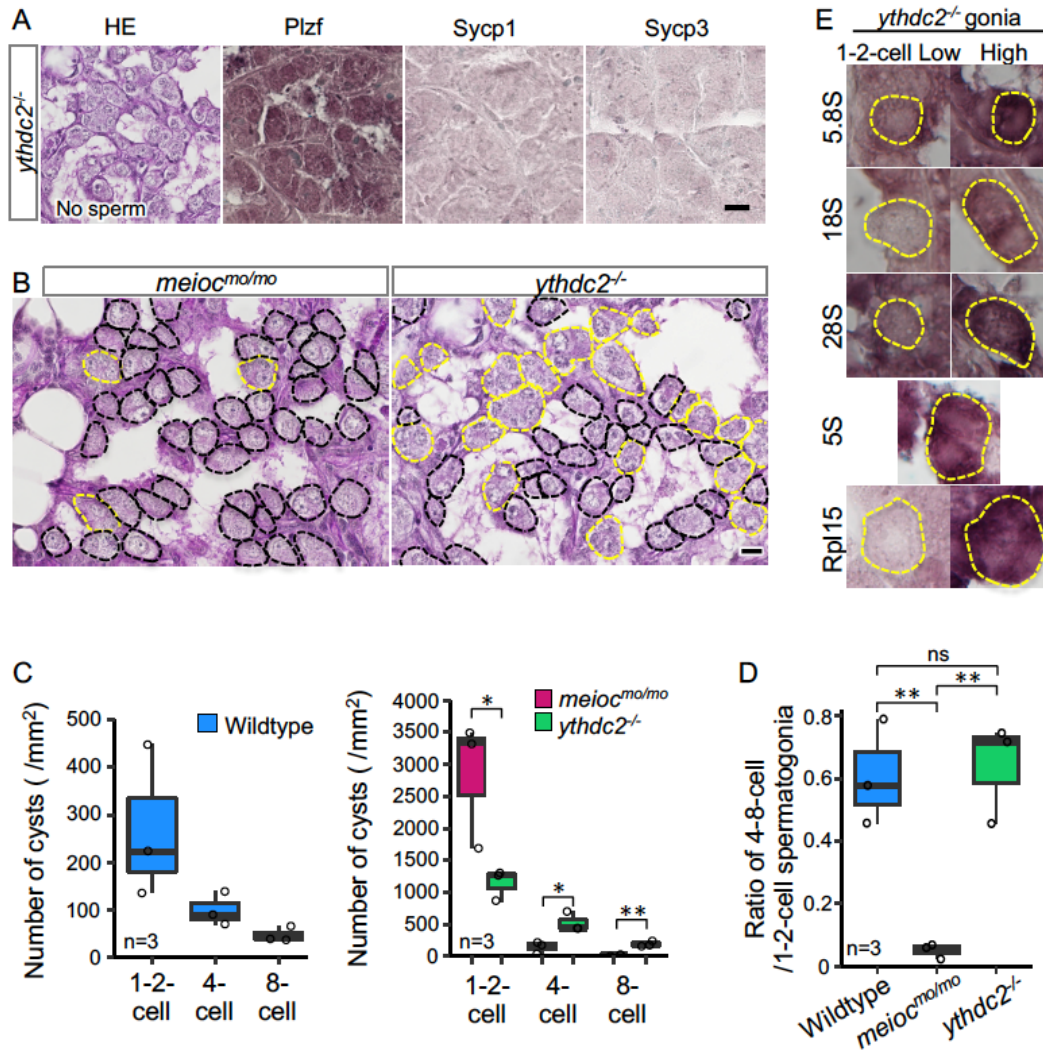 A
HE
Plzf
Sycp1
Sycp3
ythdc2-/-
No sperm
B
meiocmo/mo
ythdc2-/-
C
Number of cysts ( /mm2)
500
400
300
200
100
0
Wildtype
n=3
1-2-
cell
4-
cell
8-
cell
Number of cysts ( /mm2)
4000
3500
3000
2500
2000
1500
1000
500
0
meiocmo/mo
ythdc2-/-
*
*
**
n=3
1-2-
cell
4-
cell
8-
cell
D
Ratio of 4-8-cell
/1-2-cell spermatogonia
0.8
0.6
0.4
0.2
0
ns
**
**
n=3
Wildtype
meiocmo/mo
ythdc2-/-
E
ythdc2-/- gonia
1-2-cell Low
High
5.8S
18S
28S
5S
Rpl15